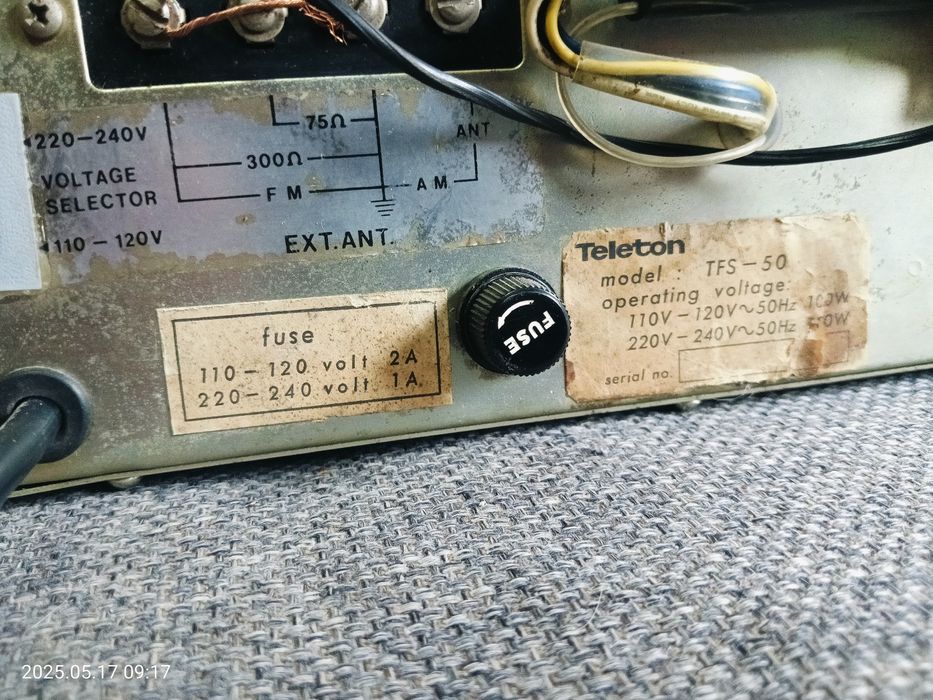 220–240V
VOLTAGE
SELECTOR
110–120V
75Ω
ANT
300Ω
FM
AM
EXT.ANT.
fuse
110–120 volt 2A
220–240 volt 1A
FUSE
Teleton
model : TFS–50
operating voltage:
110V–120V~50Hz 100W
220V–240V~50Hz
serial no.
2025.05.17 09:17